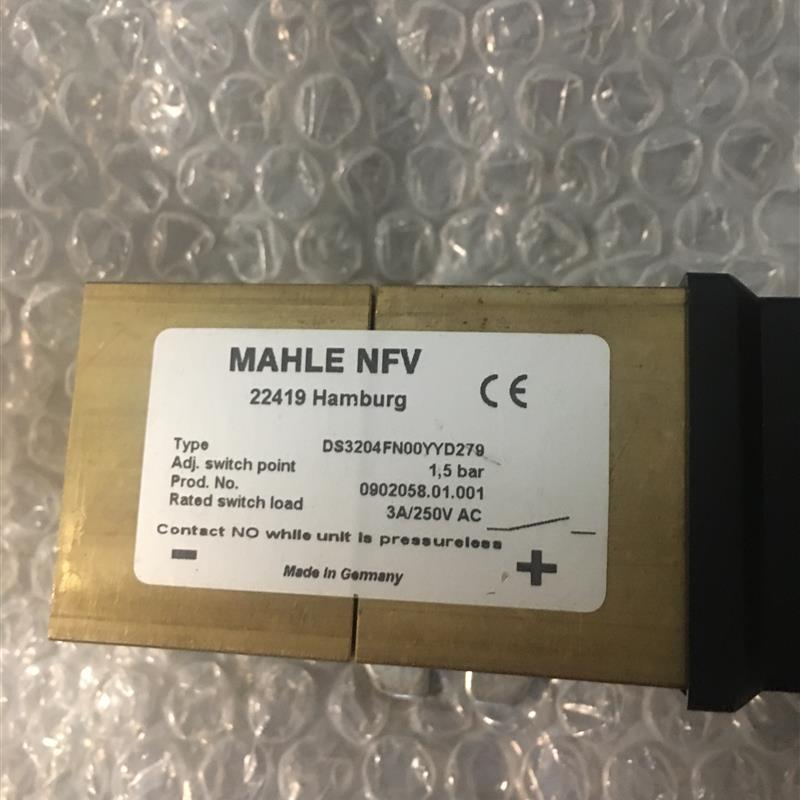 MAHLE NFV
22419 Hamburg
CE
Type DS3204FN00YYD279
Adj. switch point 1,5 bar
Prod. No. 0902058.01.001
Rated switch load 3A/250V AC
Contact NO while unit is pressureless
- +
Made in Germany